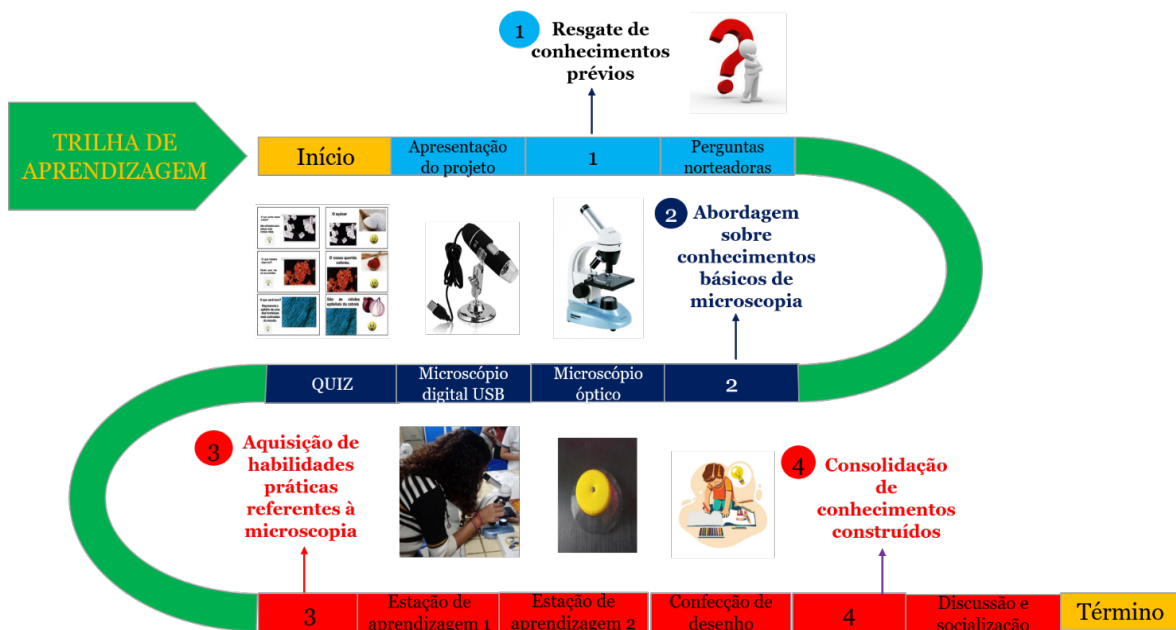 1
Resgate de
conhecimentos
prévios
TRILHA DE
APRENDIZAGEM
Início
Apresentação
do projeto
1
Perguntas
norteadoras
2
Abordagem
sobre
conhecimentos
básicos de
microscopia
QUIZ
Microscópio
digital USB
Microscópio
óptico
2
3
Aquisição de
habilidades
práticas
referentes à
microscopia
4
Consolidação
de
conhecimentos
construídos
3
Estação de
aprendizagem 1
Estação de
aprendizagem 2
Confecção de
desenho
4
Discussão e
socialização
Término